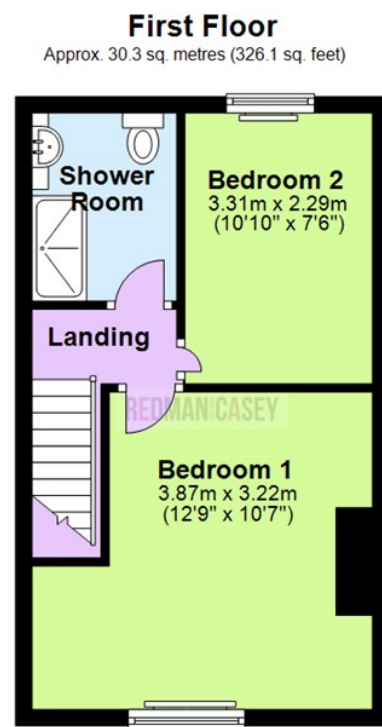 First Floor
Approx. 30.3 sq. metres (326.1 sq. feet)
Shower
Room
Bedroom 2
3.31m x 2.29m
(10'10" x 7'6")
Landing
REDMAN CASEY
Bedroom 1
3.87m x 3.22m
(12'9" x 10'7")